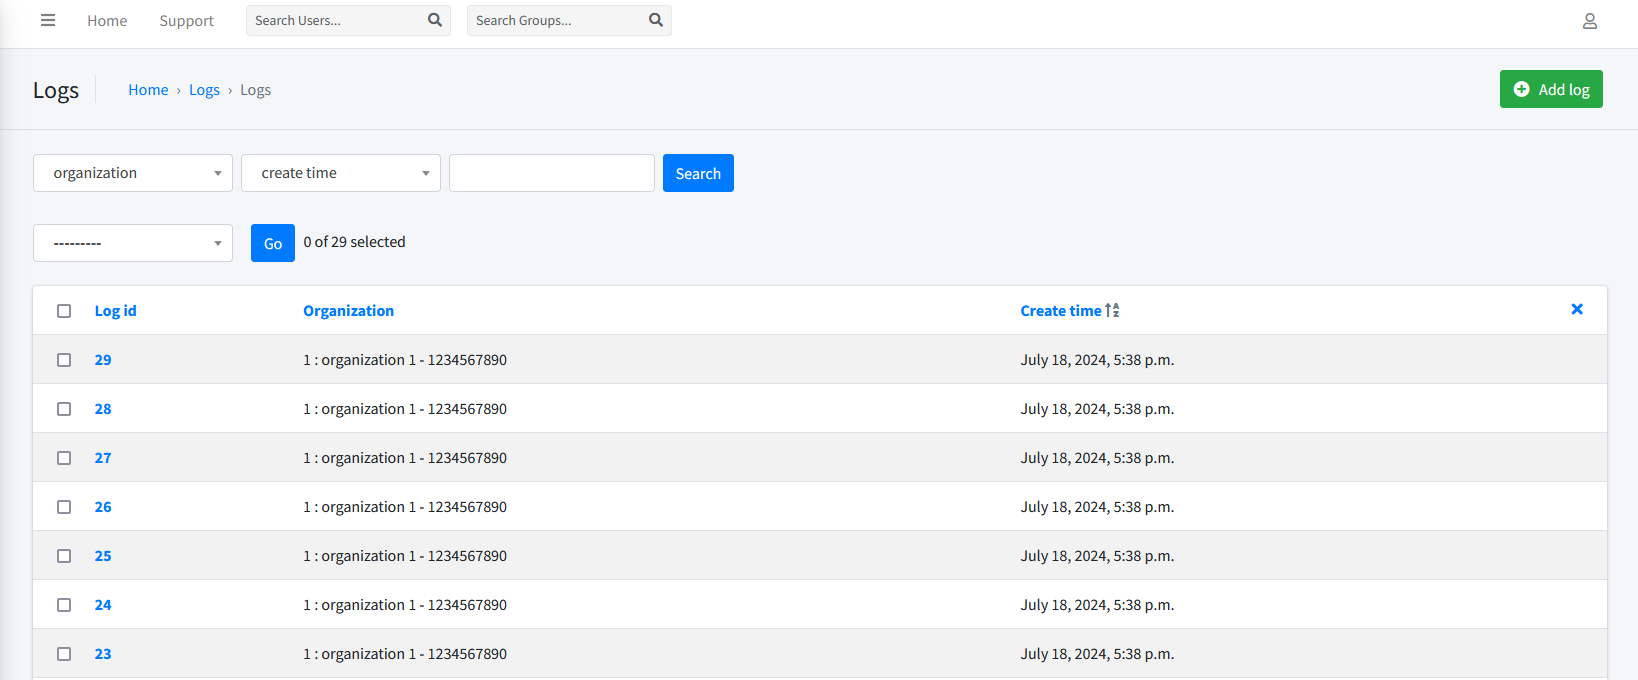 Home Support Search Users... Search Groups...
Logs Home › Logs › Logs Add log
organization create time Search
--------- Go 0 of 29 selected
Log id Organization Create time
29 1 : organization 1 - 1234567890 July 18, 2024, 5:38 p.m.
28 1 : organization 1 - 1234567890 July 18, 2024, 5:38 p.m.
27 1 : organization 1 - 1234567890 July 18, 2024, 5:38 p.m.
26 1 : organization 1 - 1234567890 July 18, 2024, 5:38 p.m.
25 1 : organization 1 - 1234567890 July 18, 2024, 5:38 p.m.
24 1 : organization 1 - 1234567890 July 18, 2024, 5:38 p.m.
23 1 : organization 1 - 1234567890 July 18, 2024, 5:38 p.m.